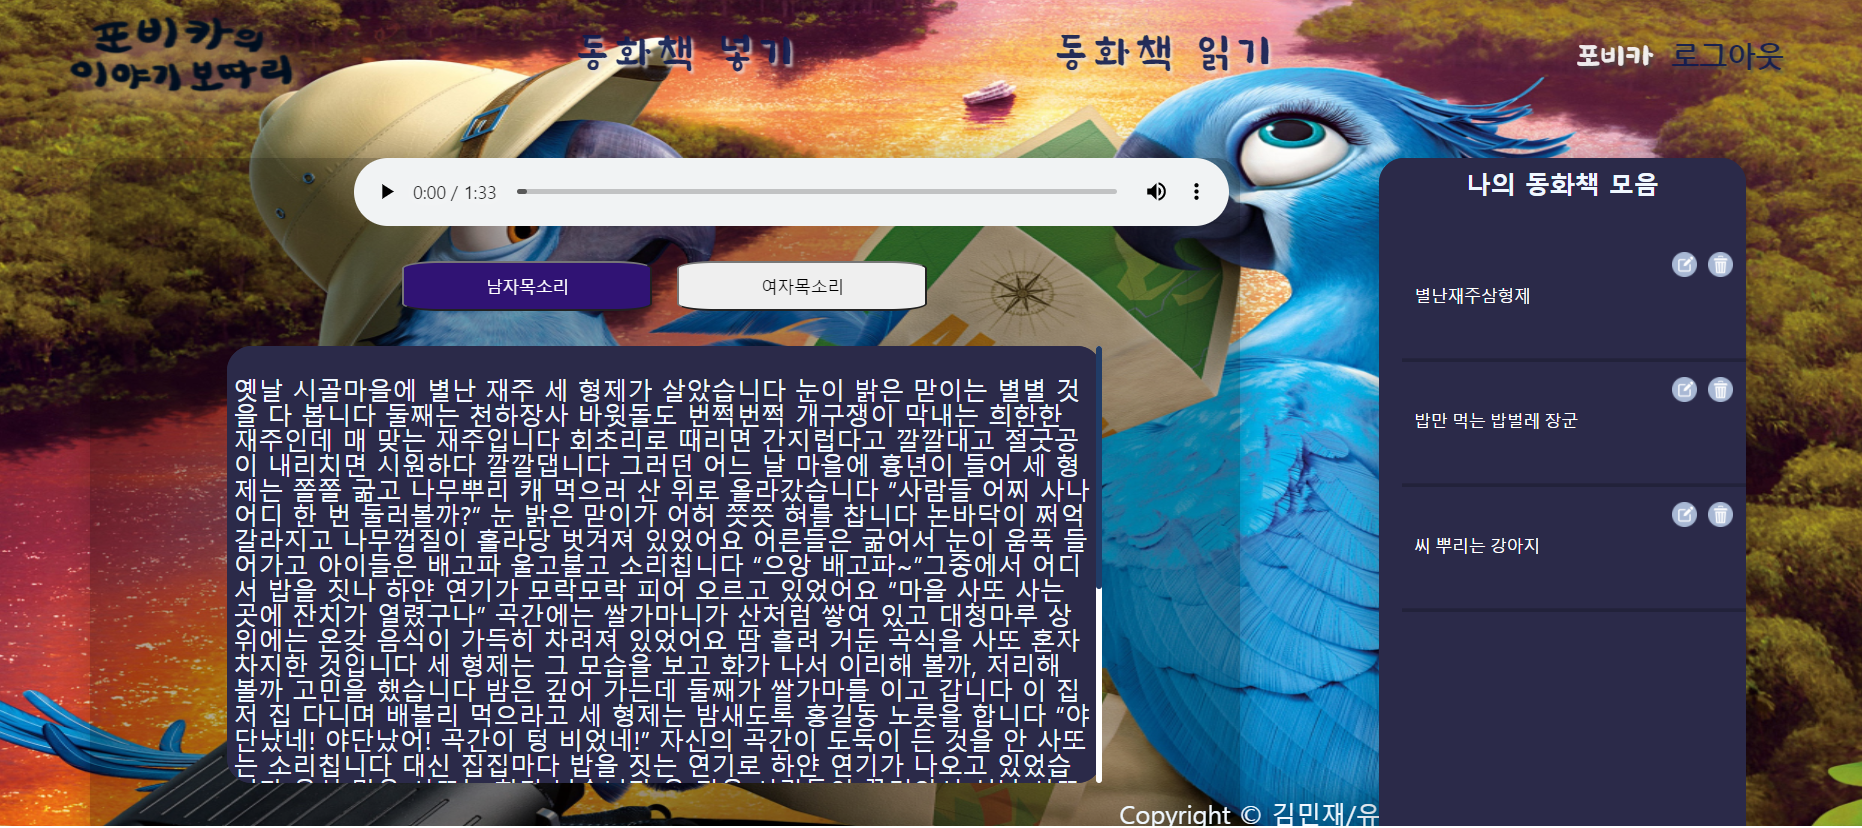 포비카의
이야기 보따리
동화책 넣기
동화책 읽기
포비카 로그아웃
0:00 / 1:33
남자목소리
여자목소리
옛날 시골마을에 별난 재주 세 형제가 살았습니다 눈이 밝은 맏이는 별별 것
을 다 봅니다 둘째는 천하장사 바윗돌도 번쩍번쩍 개구쟁이 막내는 희한한
재주인데 매 맞는 재주입니다 회초리로 때리면 간지럽다고 깔깔대고 절굿공
이 내리치면 시원하다 깔깔댑니다 그러던 어느 날 마을에 흉년이 들어 세 형
제는 쫄쫄 굶고 나무뿌리 캐 먹으러 산 위로 올라갔습니다 “사람들 어찌 사나
어디 한 번 둘러볼까?” 눈 밝은 맏이가 어허 쯧쯧 혀를 찹니다 논바닥이 쩌억
갈라지고 나무껍질이 홀라당 벗겨져 있었어요 어른들은 굶어서 눈이 움푹 들
어가고 아이들은 배고파 울고불고 소리칩니다 “으앙 배고파~”그중에서 어디
서 밥을 짓나 하얀 연기가 모락모락 피어 오르고 있었어요 “마을 사또 사는
곳에 잔치가 열렸구나” 곡간에는 쌀가마니가 산처럼 쌓여 있고 대청마루 상
위에는 온갖 음식이 가득히 차려져 있었어요 땀 흘려 거둔 곡식을 사또 혼자
차지한 것입니다 세 형제는 그 모습을 보고 화가 나서 이리해 볼까, 저리해
볼까 고민을 했습니다 밤은 깊어 가는데 둘째가 쌀가마를 이고 갑니다 이 집
저 집 다니며 배불리 먹으라고 세 형제는 밤새도록 홍길동 노릇을 합니다 “야
단났네! 야단났어! 곡간이 텅 비었네!” 자신의 곡간이 도둑이 든 것을 안 사또
는 소리칩니다 대신 집집마다 밥을 짓는 연기로 하얀 연기가 나오고 있었습
나의 동화책 모음
별난재주삼형제
밥만 먹는 밥벌레 장군
씨 뿌리는 강아지
Copyright © 김민재/유